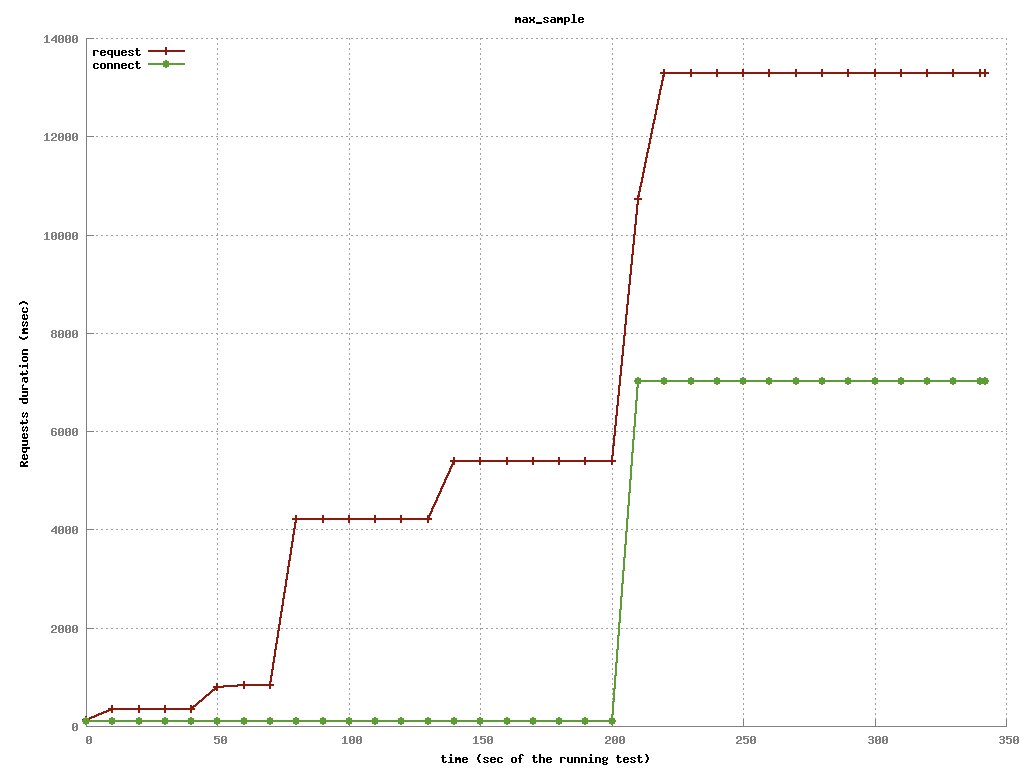 max_sample
14000
request
connect
12000
10000
8000
Requests duration (msec)
6000
4000
2000
0
0 50 100 150 200 250 300 350
time (sec of the running test)